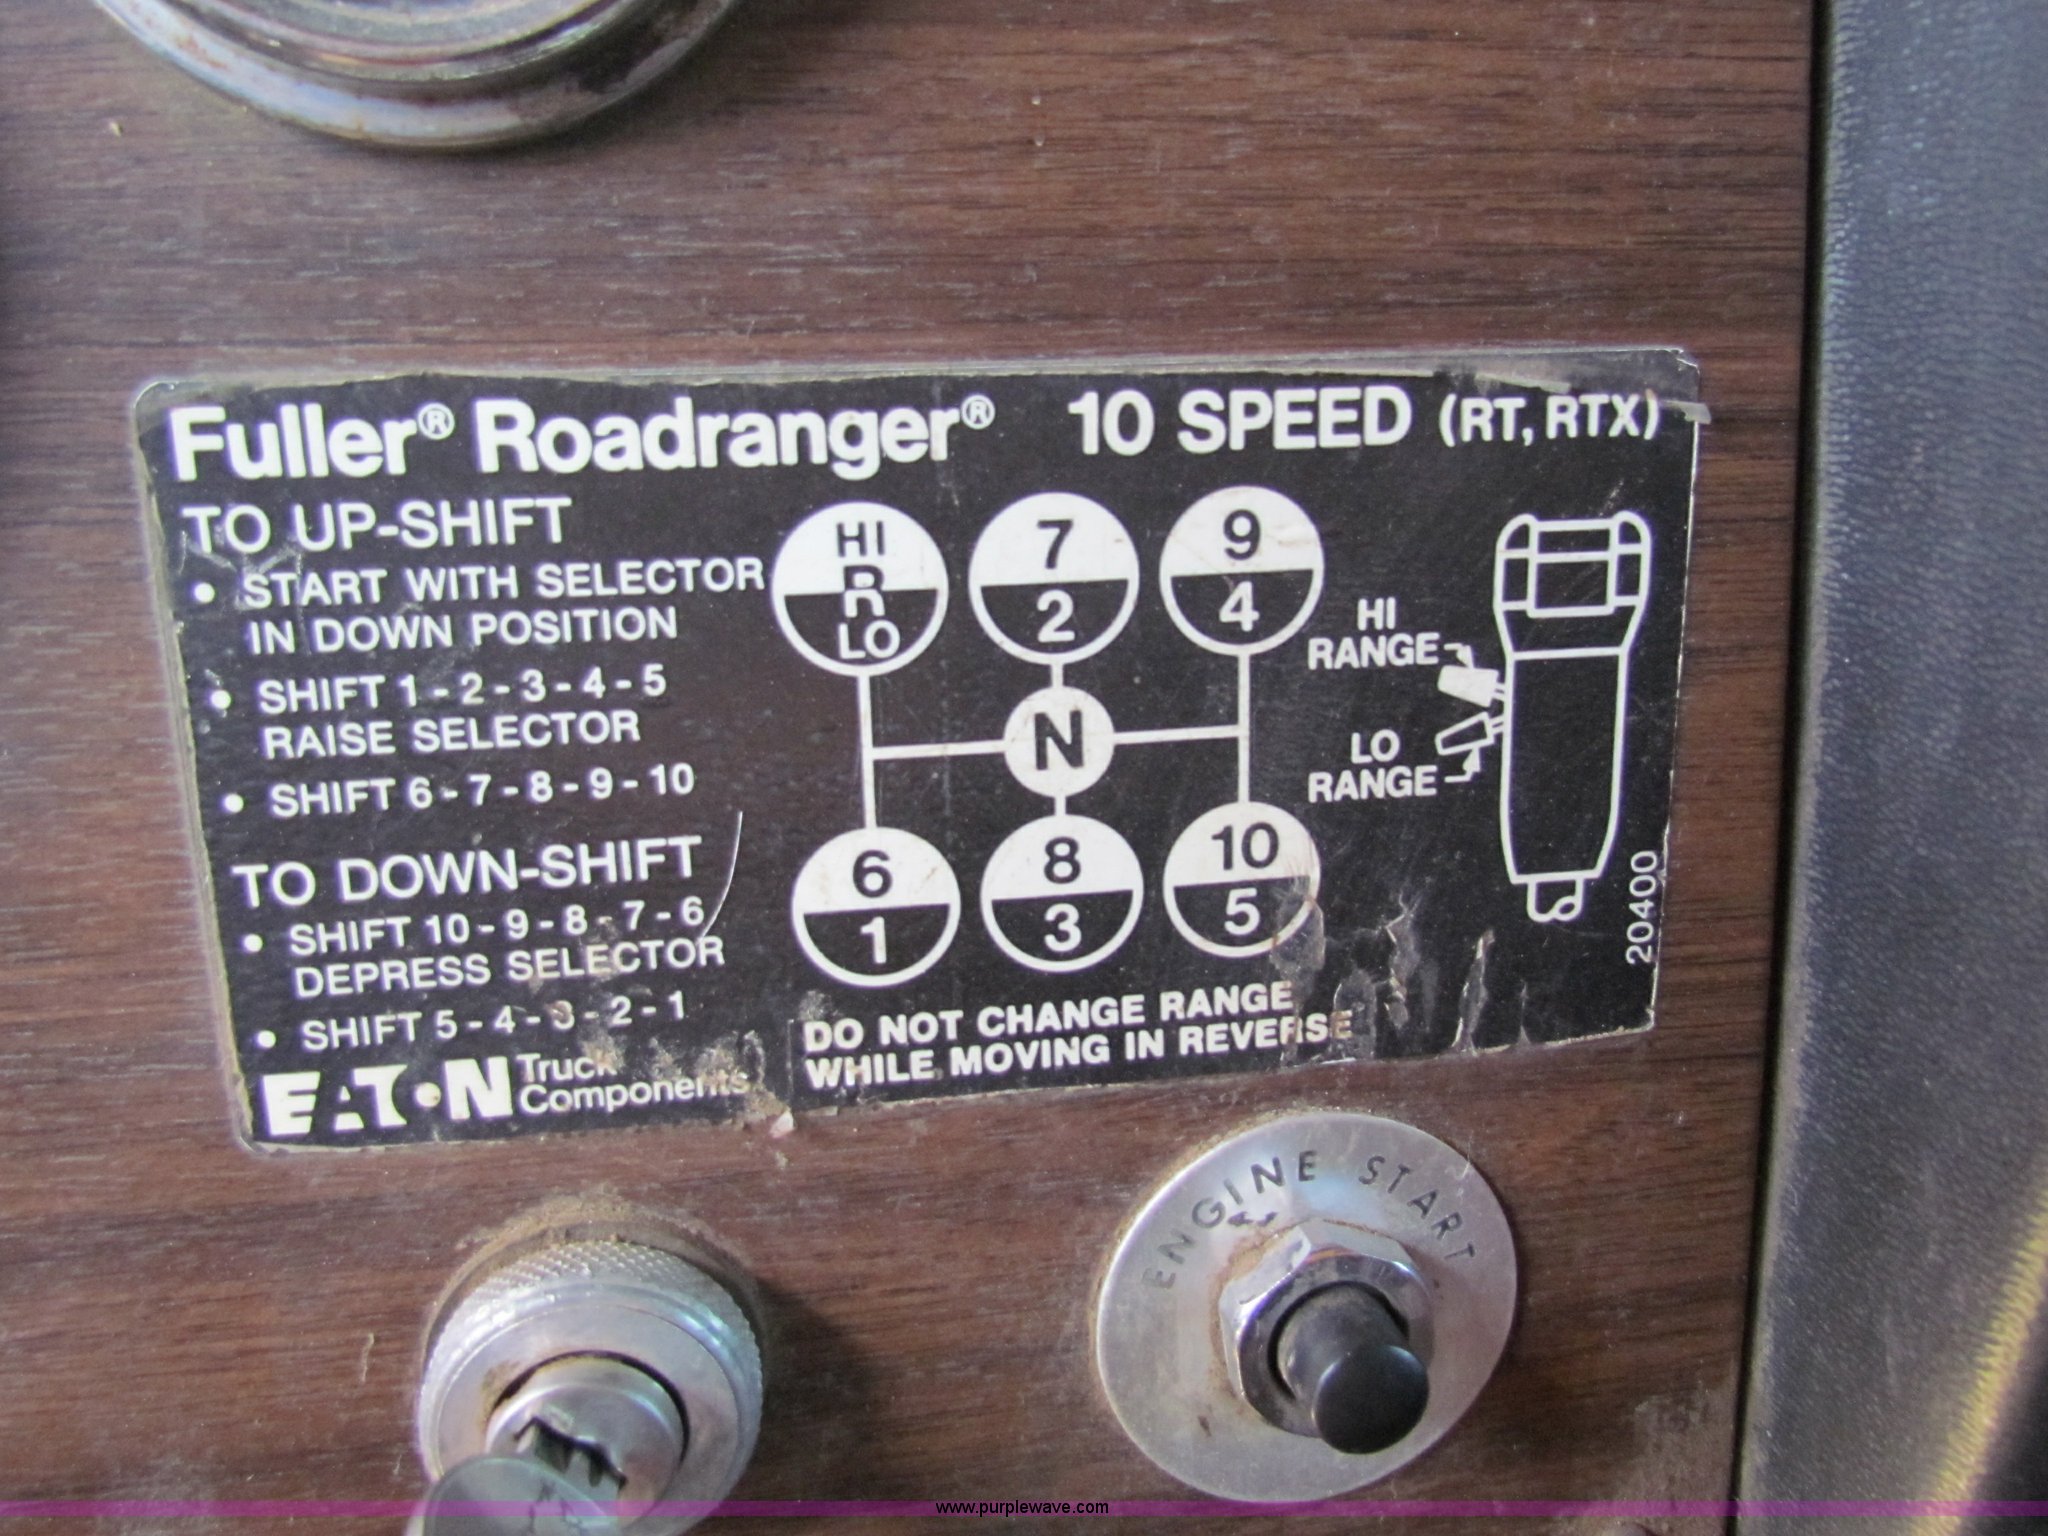 Fuller® Roadranger® 10 SPEED (RT, RTX)
TO UP-SHIFT
• START WITH SELECTOR
IN DOWN POSITION
• SHIFT 1 - 2 - 3 - 4 - 5
RAISE SELECTOR
• SHIFT 6 - 7 - 8 - 9 - 10
TO DOWN-SHIFT
• SHIFT 10 - 9 - 8 - 7 - 6
DEPRESS SELECTOR
• SHIFT 5 - 4 - 3 - 2 - 1
EATON Truck
Components
HI
R
LO
7
2
9
4
N
6
1
8
3
10
5
HI
RANGE
LO
RANGE
20400
DO NOT CHANGE RANGE
WHILE MOVING IN REVERSE
ENGINE START
www.purplewave.com